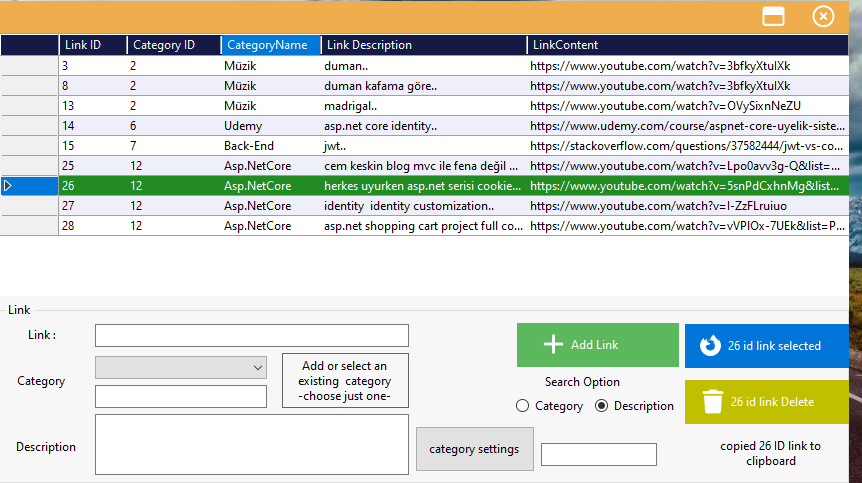 Link ID Category ID CategoryName Link Description LinkContent
3 2 Müzik duman.. https://www.youtube.com/watch?v=3bfkyXtulXk
8 2 Müzik duman kafama göre.. https://www.youtube.com/watch?v=3bfkyXtulXk
13 2 Müzik madrigal.. https://www.youtube.com/watch?v=OVySixnNeZU
14 6 Udemy asp.net core identity.. https://www.udemy.com/course/aspnet-core-uyelik-siste...
15 7 Back-End jwt.. https://stackoverflow.com/questions/37582444/jwt-vs-co...
25 12 Asp.NetCore cem keskin blog mvc ile fena değil ... https://www.youtube.com/watch?v=Lpo0avv3g-Q&list=...
26 12 Asp.NetCore herkes uyurken asp.net serisi cookie... https://www.youtube.com/watch?v=5snPdCxhnMg&list...
27 12 Asp.NetCore identity identity customization.. https://www.youtube.com/watch?v=I-ZzFLruiuo
28 12 Asp.NetCore asp.net shopping cart project full co... https://www.youtube.com/watch?v=vVPIOx-7UEk&list=P...
Link
Link :
Add Link
26 id link selected
Category
Add or select an
existing category
-choose just one-
Search Option
Category Description
26 id link Delete
Description
category settings
copied 26 ID link to
clipboard